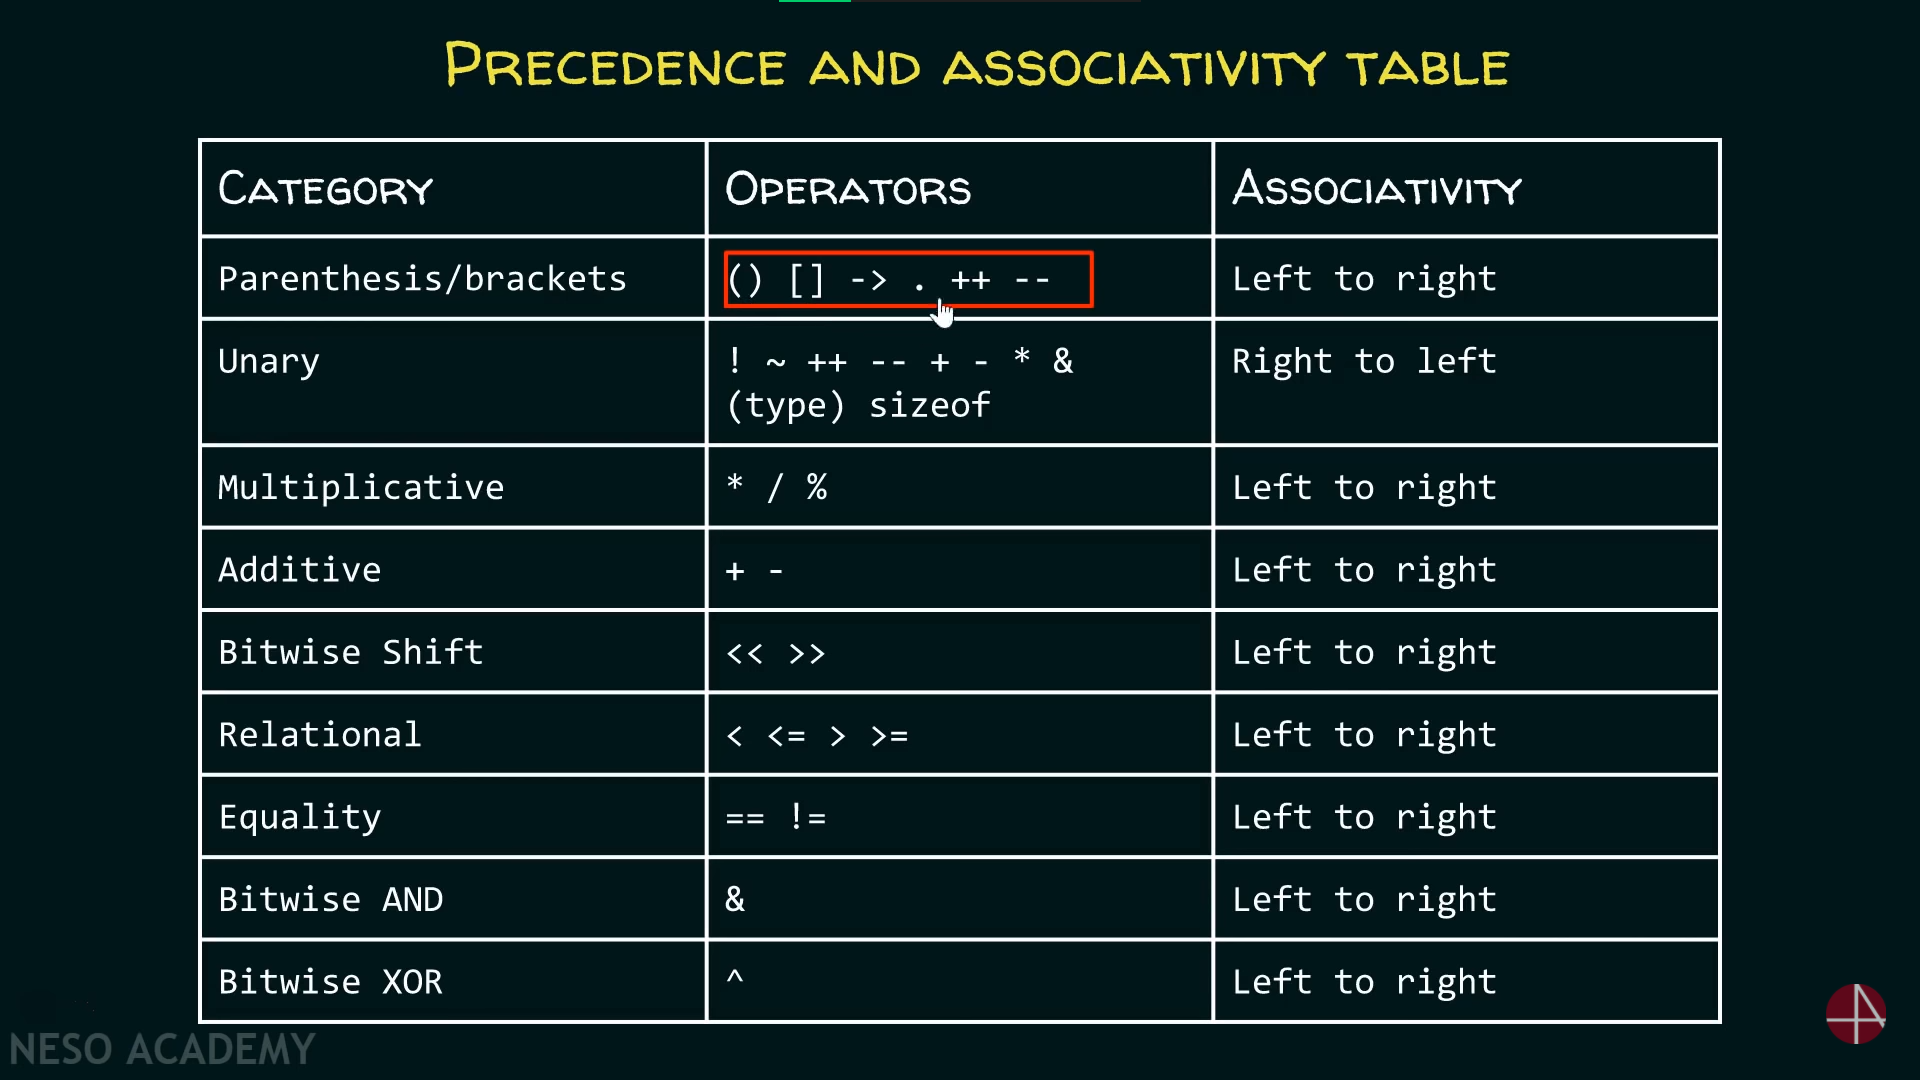 PRECEDENCE AND ASSOCIATIVITY TABLE
CATEGORY OPERATORS ASSOCIATIVITY
Parenthesis/brackets () [] -> . ++ -- Left to right
Unary ! ~ ++ -- + - * & Right to left
(type) sizeof
Multiplicative * / % Left to right
Additive + - Left to right
Bitwise Shift << >> Left to right
Relational < <= > >= Left to right
Equality == != Left to right
Bitwise AND & Left to right
Bitwise XOR ^ Left to right
NESO ACADEMY